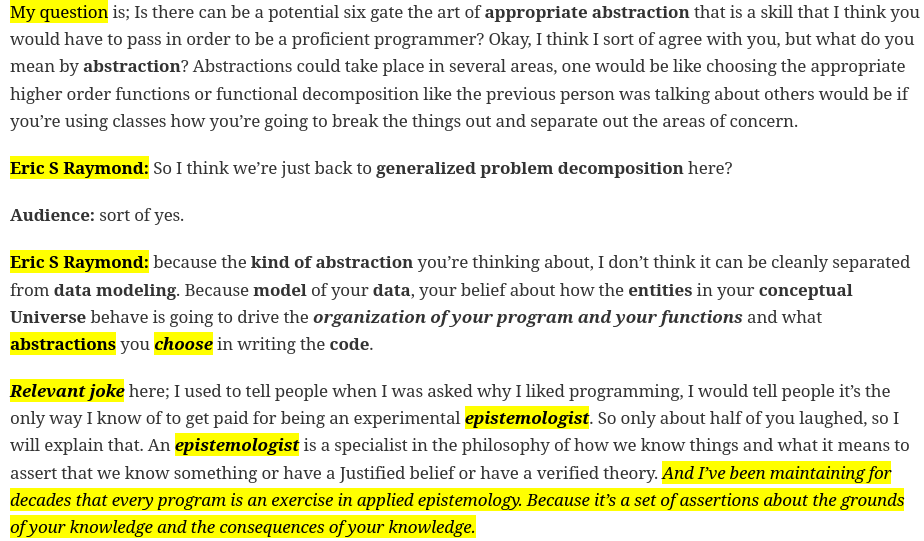 My question is; Is there can be a potential six gate the art of appropriate abstraction that is a skill that I think you
would have to pass in order to be a proficient programmer? Okay, I think I sort of agree with you, but what do you
mean by abstraction? Abstractions could take place in several areas, one would be like choosing the appropriate
higher order functions or functional decomposition like the previous person was talking about others would be if
you’re using classes how you’re going to break the things out and separate out the areas of concern.
Eric S Raymond: So I think we’re just back to generalized problem decomposition here?
Audience: sort of yes.
Eric S Raymond: because the kind of abstraction you’re thinking about, I don’t think it can be cleanly separated
from data modeling. Because model of your data, your belief about how the entities in your conceptual
Universe behave is going to drive the organization of your program and your functions and what
abstractions you choose in writing the code.
Relevant joke here; I used to tell people when I was asked why I liked programming, I would tell people it’s the
only way I know of to get paid for being an experimental epistemologist. So only about half of you laughed, so I
will explain that. An epistemologist is a specialist in the philosophy of how we know things and what it means to
assert that we know something or have a Justified belief or have a verified theory. And I’ve been maintaining for
decades that every program is an exercise in applied epistemology. Because it’s a set of assertions about the grounds
of your knowledge and the consequences of your knowledge.